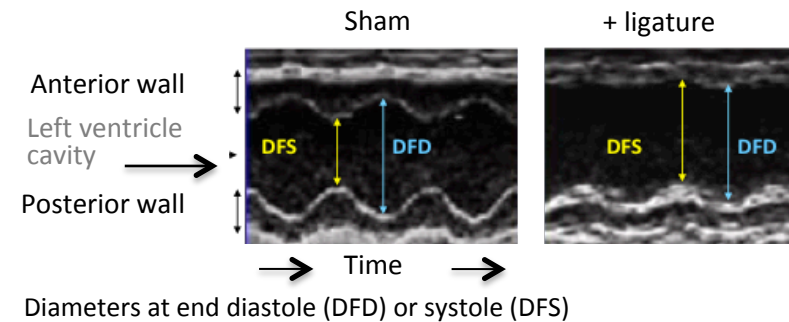 Sham
+ ligature
Anterior wall
Left ventricle
cavity
DFS
DFD
DFS
DFD
Posterior wall
Time
Diameters at end diastole (DFD) or systole (DFS)